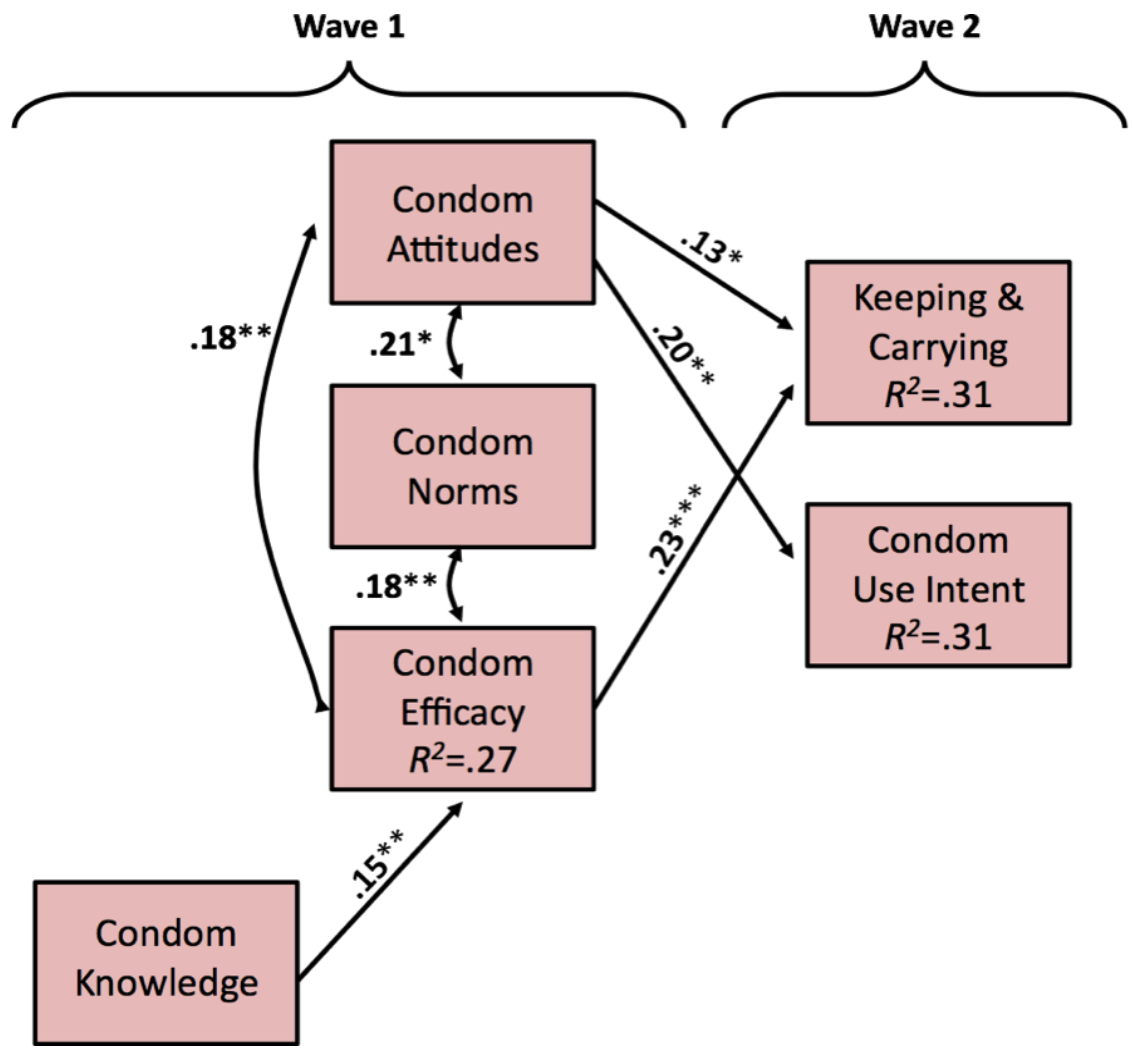 Wave 1
Wave 2
Condom
Attitudes
.13*
Keeping &
Carrying
R²=.31
.18**
.21*
.20**
Condom
Norms
.23***
Condom
Use Intent
R²=.31
.18**
Condom
Efficacy
R²=.27
.15**
Condom
Knowledge